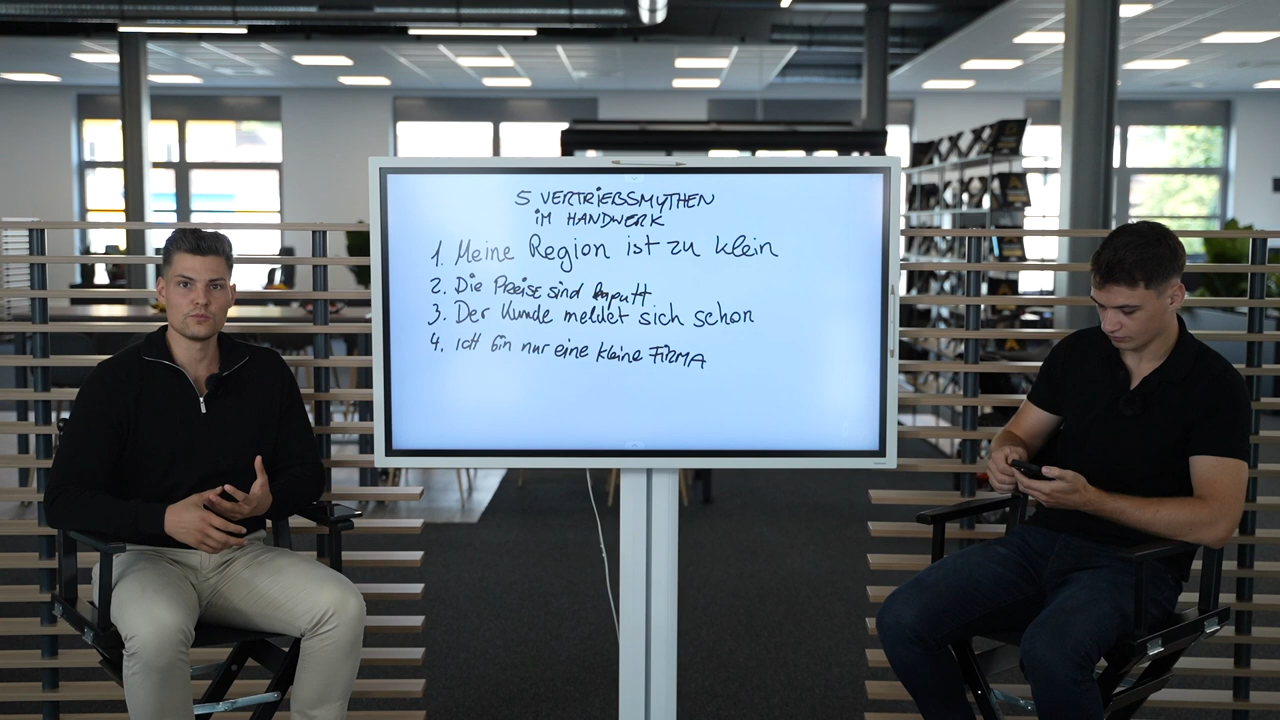 5 VERTRIEBSMYTHEN
IM HANDWERK
1. Meine Region ist zu klein
2. Die Preise sind kaputt
3. Der Kunde meldet sich schon
4. ICH bin nur eine kleine FIRMA